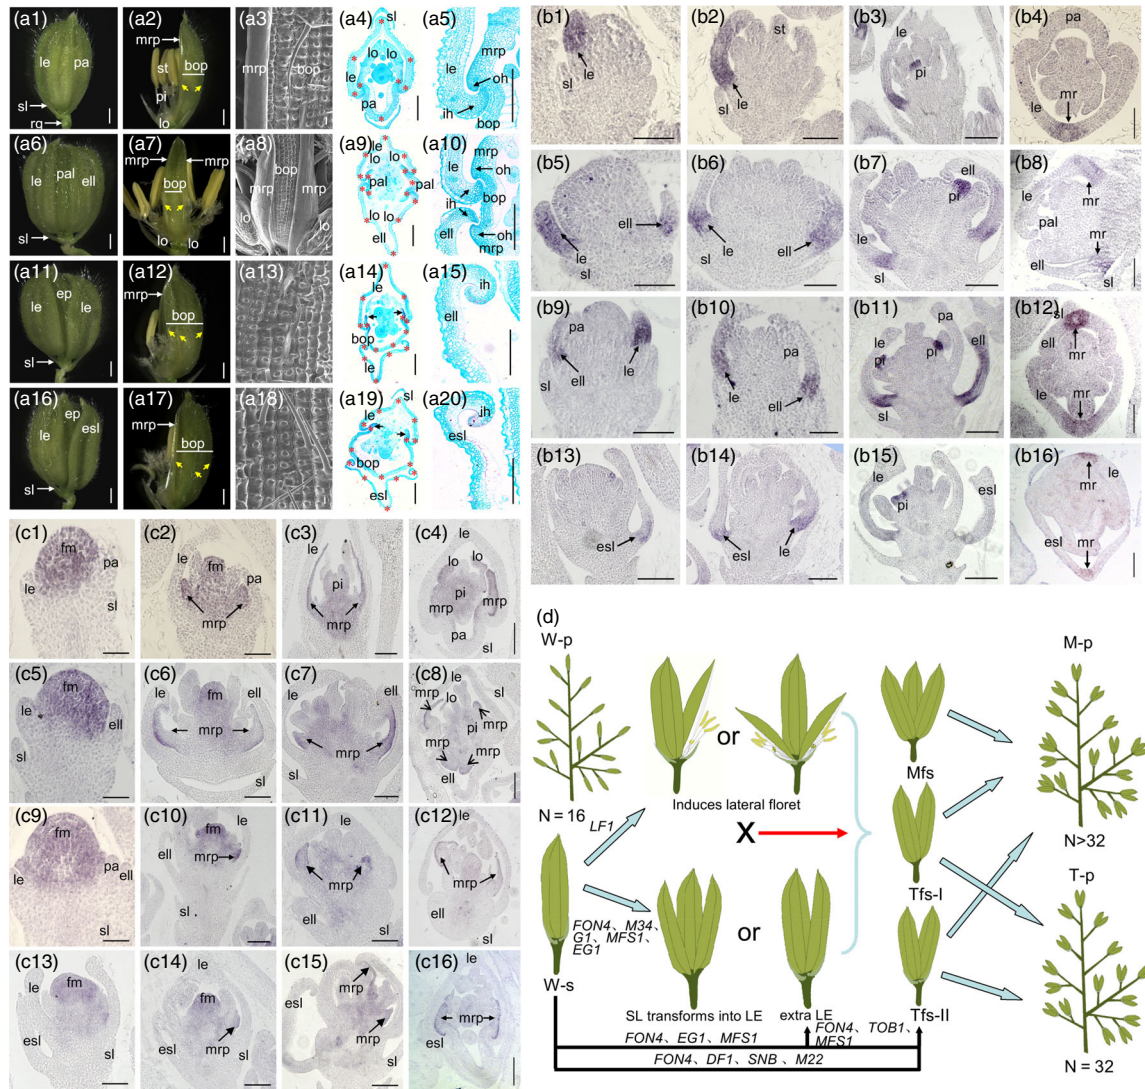 (a1)
le
pa
sl
rg
(a2)
mrp
st
bop
pi
lo
(a3)
mrp
bop
(a4)
sl
lo
lo
le
pa
(a5)
mrp
le
oh
ih
bop
(a6)
le
pal
ell
sl
(a7)
mrp
mrp
bop
lo
lo
(a8)
bop
mrp
mrp
lo
lo
(a9)
le
lo
lo
pal
pal
lo
lo
ell
(a10)
mrp
le
oh
ih
bop
ell
oh
mrp
(a11)
ep
le
le
sl
(a12)
mrp
bop
(a13)
(a14)
le
bop
le
(a15)
ih
ell
(a16)
ep
le
esl
sl
(a17)
mrp
bop
(a18)
(a19)
sl
le
bop
esl
(a20)
ih
esl
(b1)
le
sl
(b2)
st
sl
le
(b3)
le
pi
(b4)
pa
le
mr
(b5)
ell
le
sl
(b6)
le
ell
sl
(b7)
ell
pi
le
sl
(b8)
mr
pal
mr
ell
sl
(b9)
pa
le
sl
ell
(b10)
pa
le
ell
(b11)
pa
le
ell
pi
pi
sl
(b12)
sl
mr
ell
le
mr
(b13)
esl
(b14)
esl
le
(b15)
le
esl
pi
(b16)
mr
le
esl
mr
(c1)
fm
pa
le
sl
(c2)
le
fm
pa
mrp
sl
(c3)
le
pi
mrp
(c4)
le
lo
pi
mrp
mrp
pa
sl
(c5)
fm
le
ell
sl
(c6)
le
fm
ell
mrp
sl
(c7)
le
ell
mrp
sl
(c8)
mrp
le
sl
lo
pi
mrp
mrp
mrp
ell
(c9)
fm
pa
le
ell
sl
(c10)
le
fm
ell
mrp
sl
(c11)
le
mrp
ell
sl
(c12)
le
mrp
ell
sl
(c13)
fm
esl
sl
(c14)
le
fm
esl
mrp
sl
(c15)
le
mrp
esl
sl
(c16)
le
mrp
esl
sl
(d)
W-p
M-p
or
Mfs
N = 16
LF1
Induces lateral floret
N>32
X
Tfs-I
T-p
FON4、M34、
G1、MFS1、
EG1
or
W-s
Tfs-II
SL transforms into LE
extra LE
FON4、EG1、MFS1
FON4、TOB1、
MFS1
FON4、DF1、SNB 、M22
N = 32